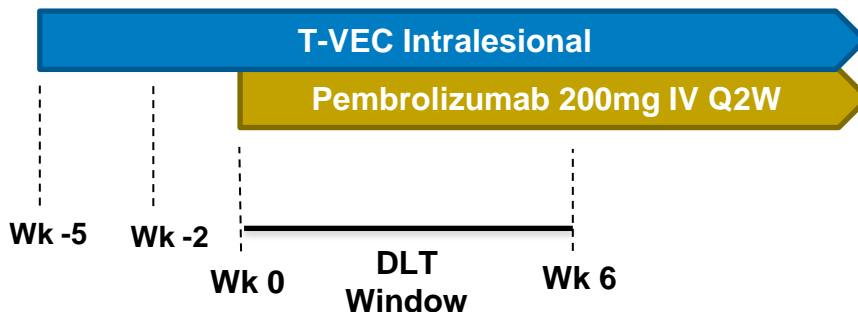 T-VEC Intralesional
Pembrolizumab 200mg IV Q2W
Wk -5
Wk -2
Wk 0
DLT
Window
Wk 6